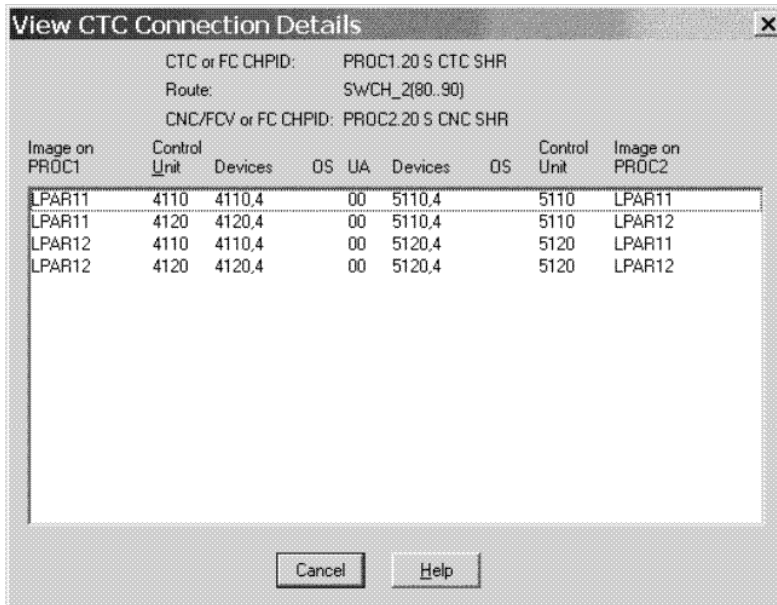 View CTC Connection Details
CTC or FC CHPID: PROC1.20 S CTC SHR
Route: SWCH_2(80..90)
CNC/FCV or FC CHPID: PROC2.20 S CNC SHR
Image on Control Control Image on
PROC1 Unit Devices OS UA Devices OS Unit PROC2
LPAR11 4110 4110,4 00 5110,4 5110 LPAR11
LPAR11 4120 4120,4 00 5110,4 5110 LPAR12
LPAR12 4110 4110,4 00 5120,4 5120 LPAR11
LPAR12 4120 4120,4 00 5120,4 5120 LPAR12
Cancel Help